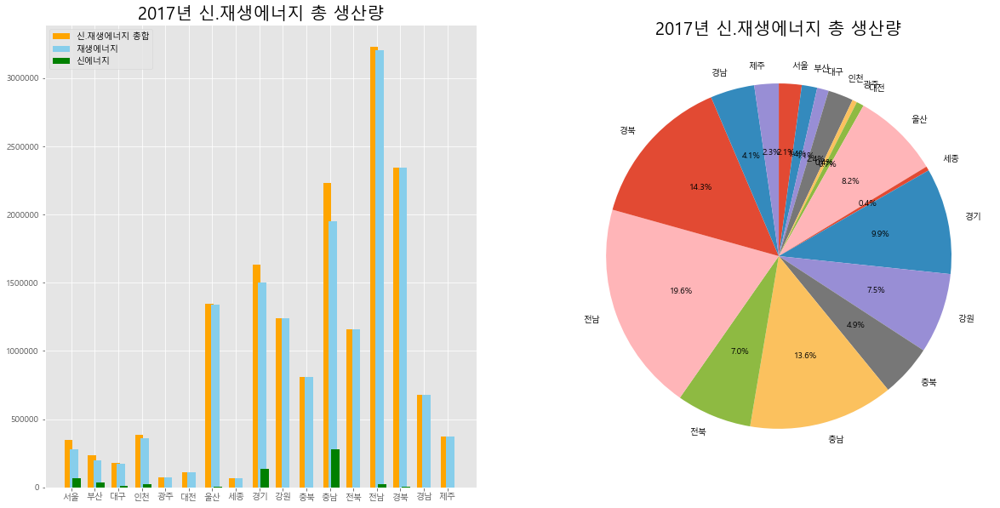 2017년 신.재생에너지 총 생산량
신.재생에너지 총합
재생에너지
신에너지
3000000
2500000
2000000
1500000
1000000
500000
0
서울 부산 대구 인천 광주 대전 울산 세종 경기 강원 충북 충남 전북 전남 경북 경남 제주
2017년 신.재생에너지 총 생산량
제주 서울 부산 대구 인천 광주 대전
경남
울산
경북
세종
경기
강원
충북
충남
전북
전남
2.3% 2.1%
4.1%
14.3%
8.2%
0.4%
9.9%
7.5%
4.9%
13.6%
7.0%
19.6%